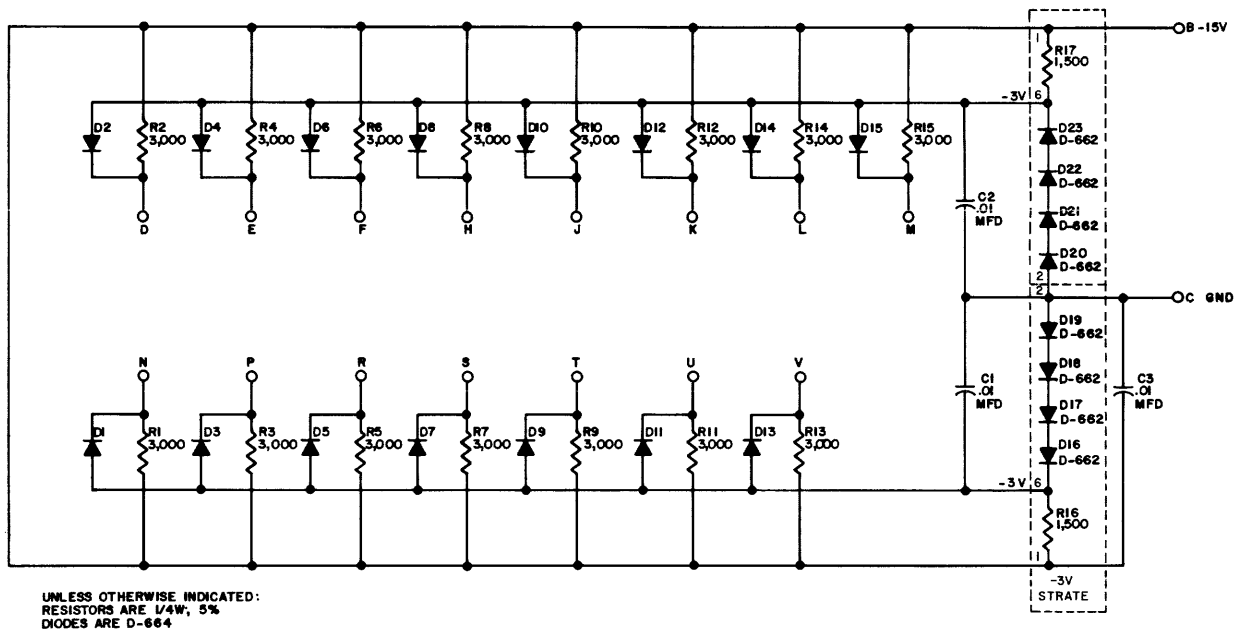 B -15V
1
R17
1,500
-3V 6
D2 R2 3,000
D4 R4 3,000
D6 R6 3,000
D8 R8 3,000
D10 R10 3,000
D12 R12 3,000
D14 R14 3,000
D15 R15 3,000
D23
D-662
D22
D-662
D21
D-662
D20
D-662
C2
.01
MFD
D E F H J K L M
2
2
C GND
D19
D-662
D18
D-662
D17
D-662
D16
D-662
N P R S T U V
C1
.01
MFD
C3
.01
MFD
D1 R1 3,000
D3 R3 3,000
D5 R5 3,000
D7 R7 3,000
D9 R9 3,000
D11 R11 3,000
D13 R13 3,000
-3V 6
R16
1,500
1
-3V
STRATE
UNLESS OTHERWISE INDICATED:
RESISTORS ARE 1/4W, 5%
DIODES ARE D-664